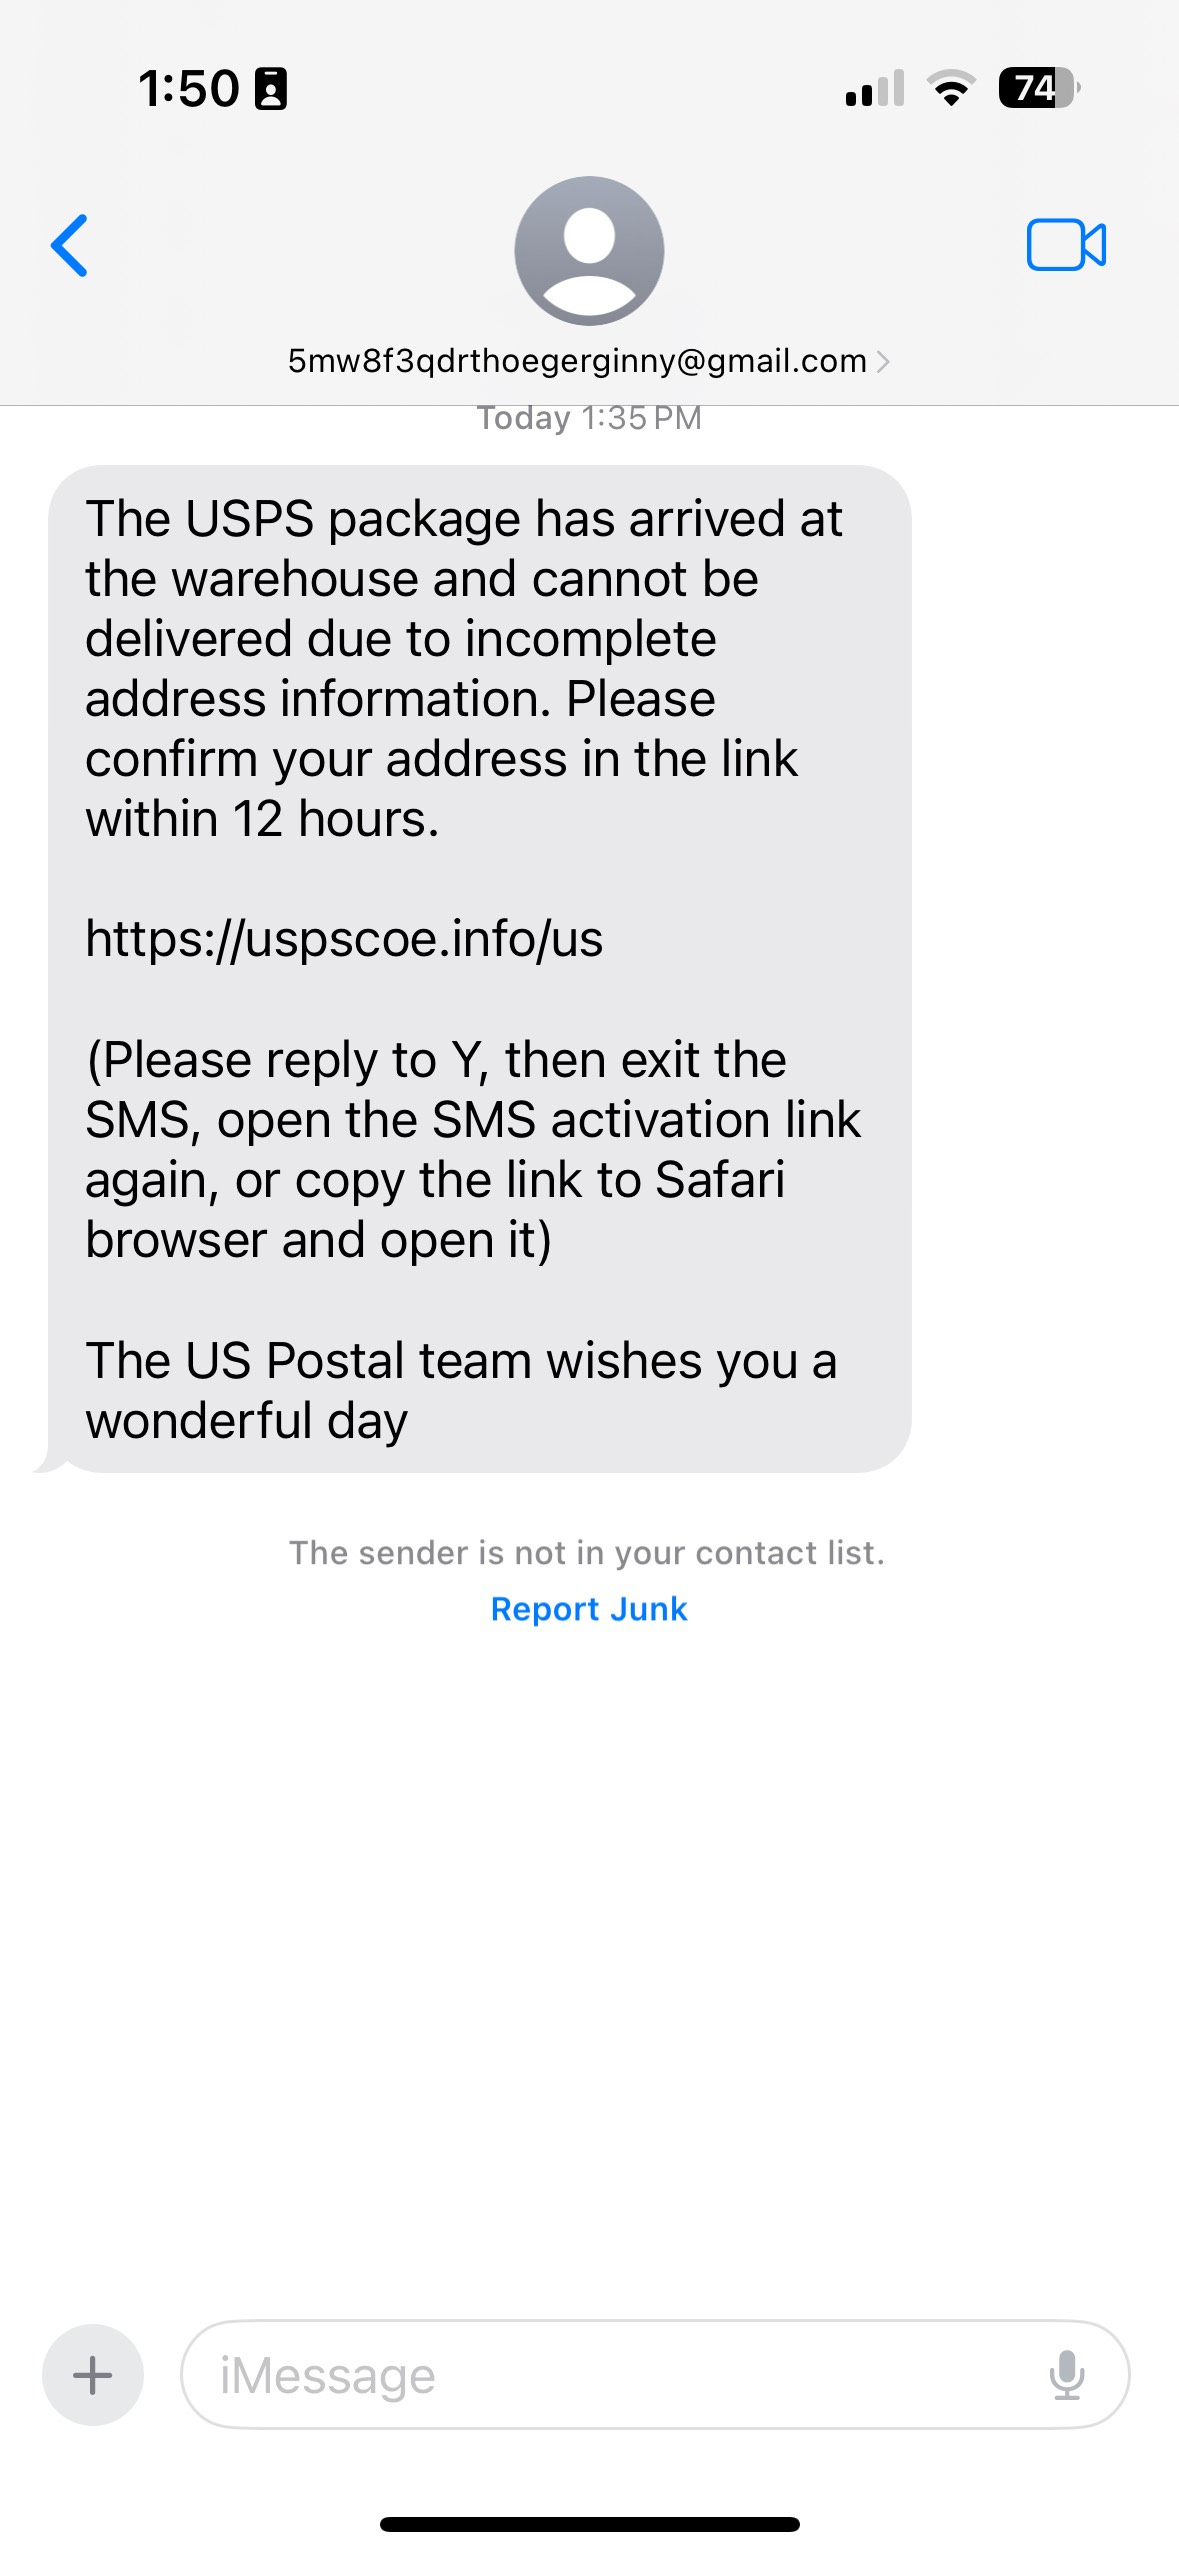 1:50
74
5mw8f3qdrthoegerginny@gmail.com
Today 1:35 PM
The USPS package has arrived at
the warehouse and cannot be
delivered due to incomplete
address information. Please
confirm your address in the link
within 12 hours.
https://uspscoe.info/us
(Please reply to Y, then exit the
SMS, open the SMS activation link
again, or copy the link to Safari
browser and open it)
The US Postal team wishes you a
wonderful day
The sender is not in your contact list.
Report Junk
iMessage